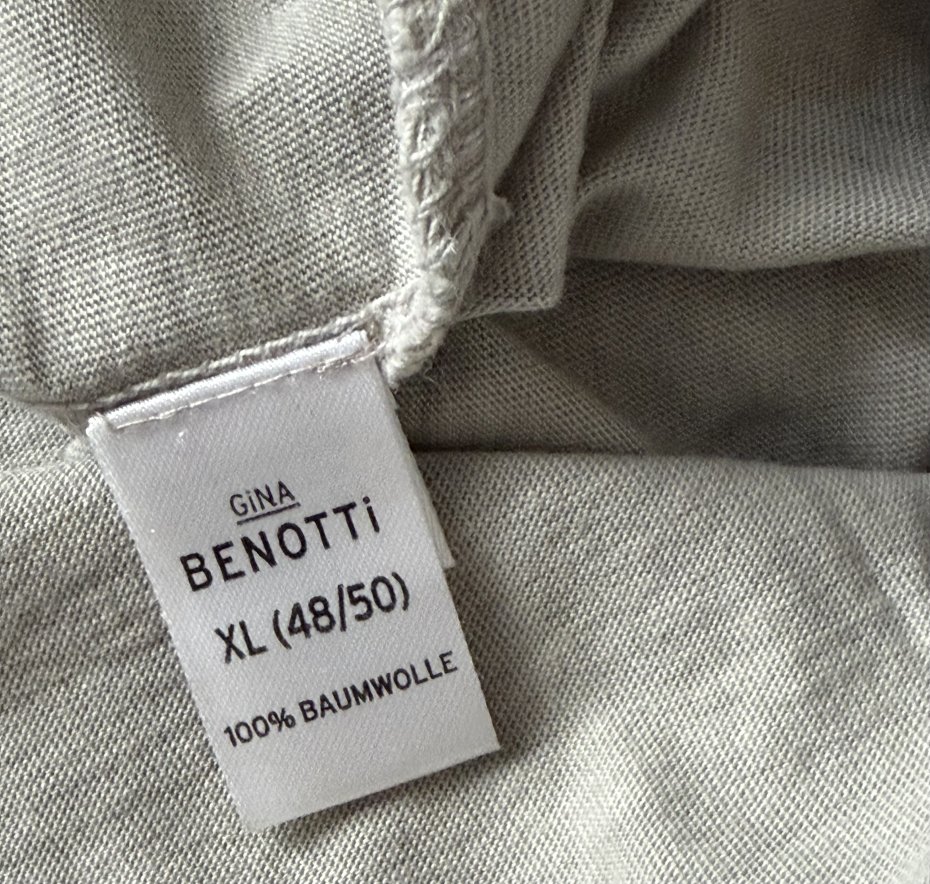 GiNA
BENOTTi
XL (48/50)
100% BAUMWOLLE